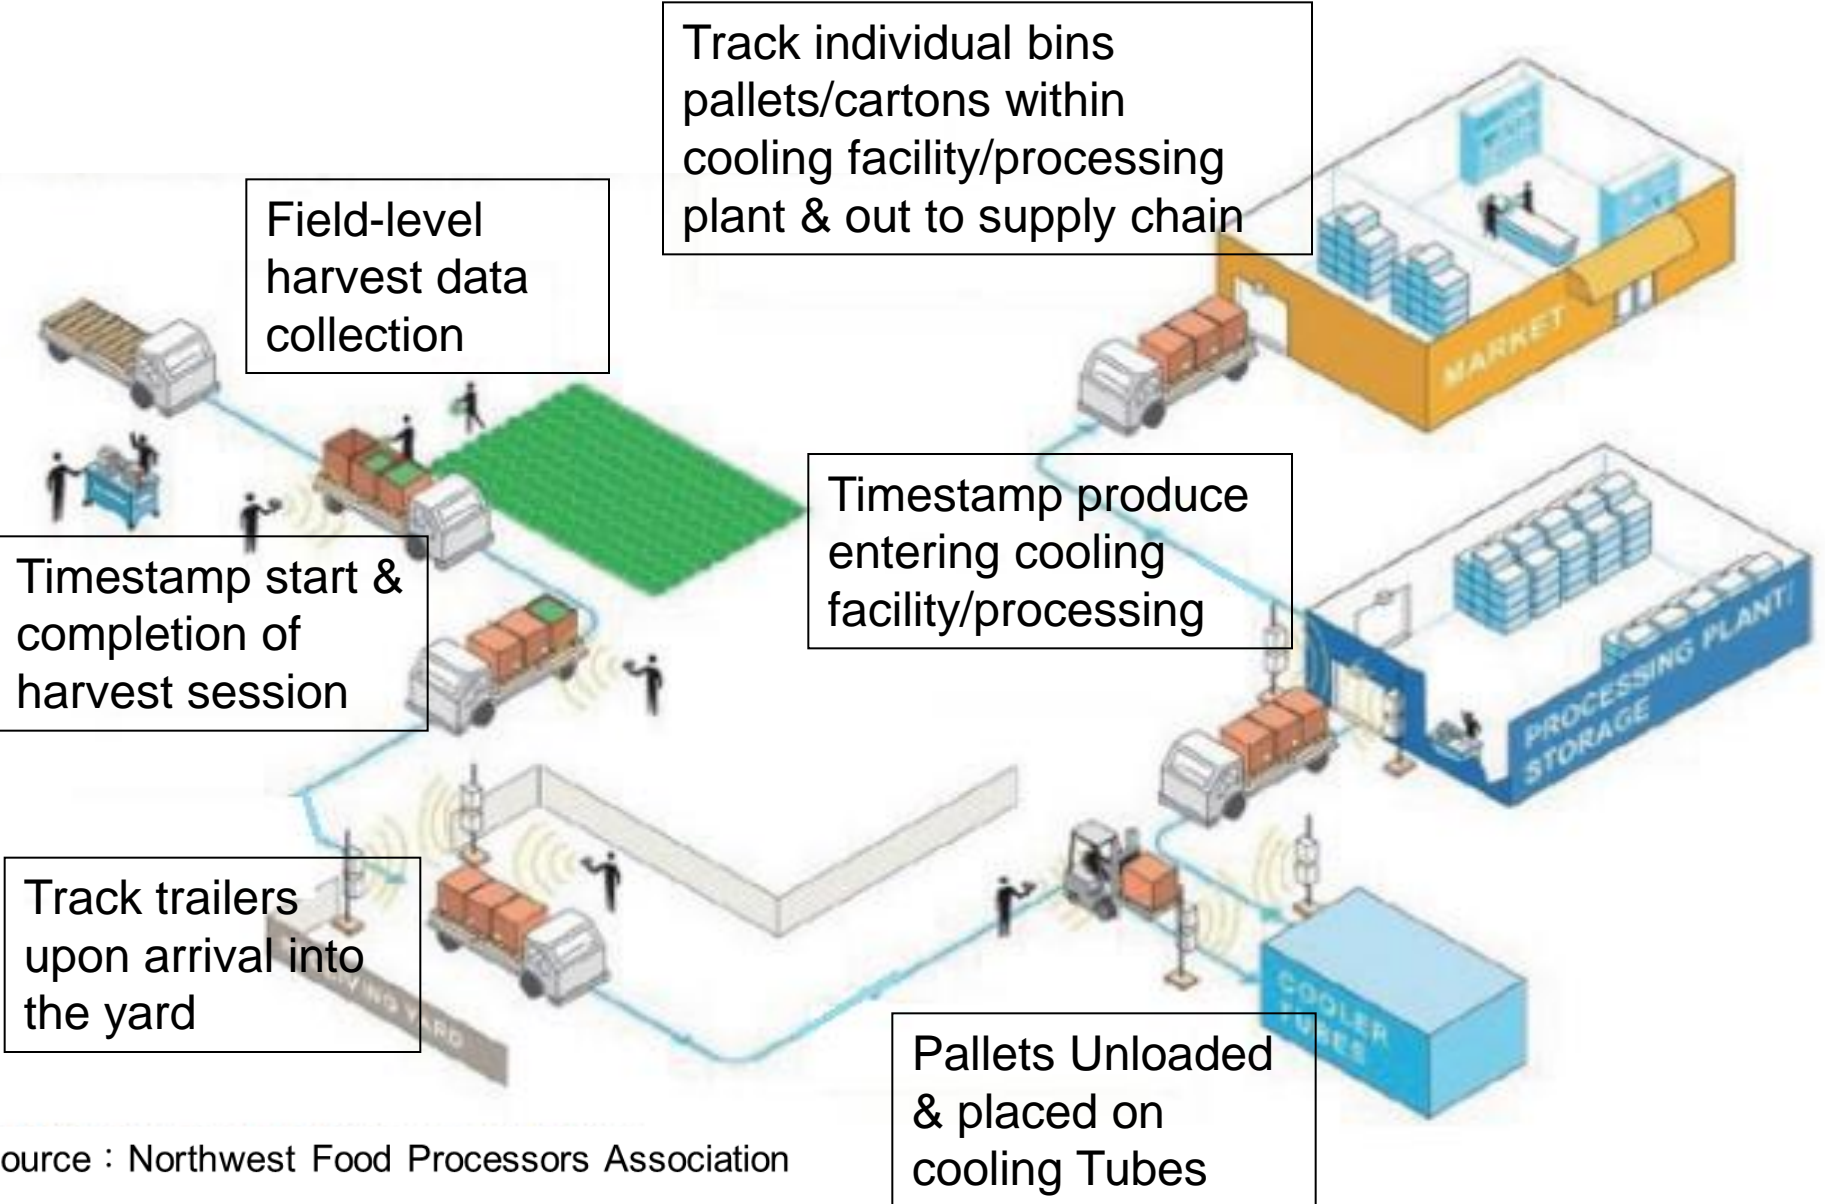 Track individual bins
pallets/cartons within
cooling facility/processing
plant & out to supply chain
Field-level
harvest data
collection
MARKET
Timestamp produce
entering cooling
facility/processing
Timestamp start &
completion of
harvest session
PROCESSING PLANT/
STORAGE
Track trailers
upon arrival into
the yard
YARD
COOLER
TUBES
Pallets Unloaded
& placed on
cooling Tubes
ource：Northwest Food Processors Association